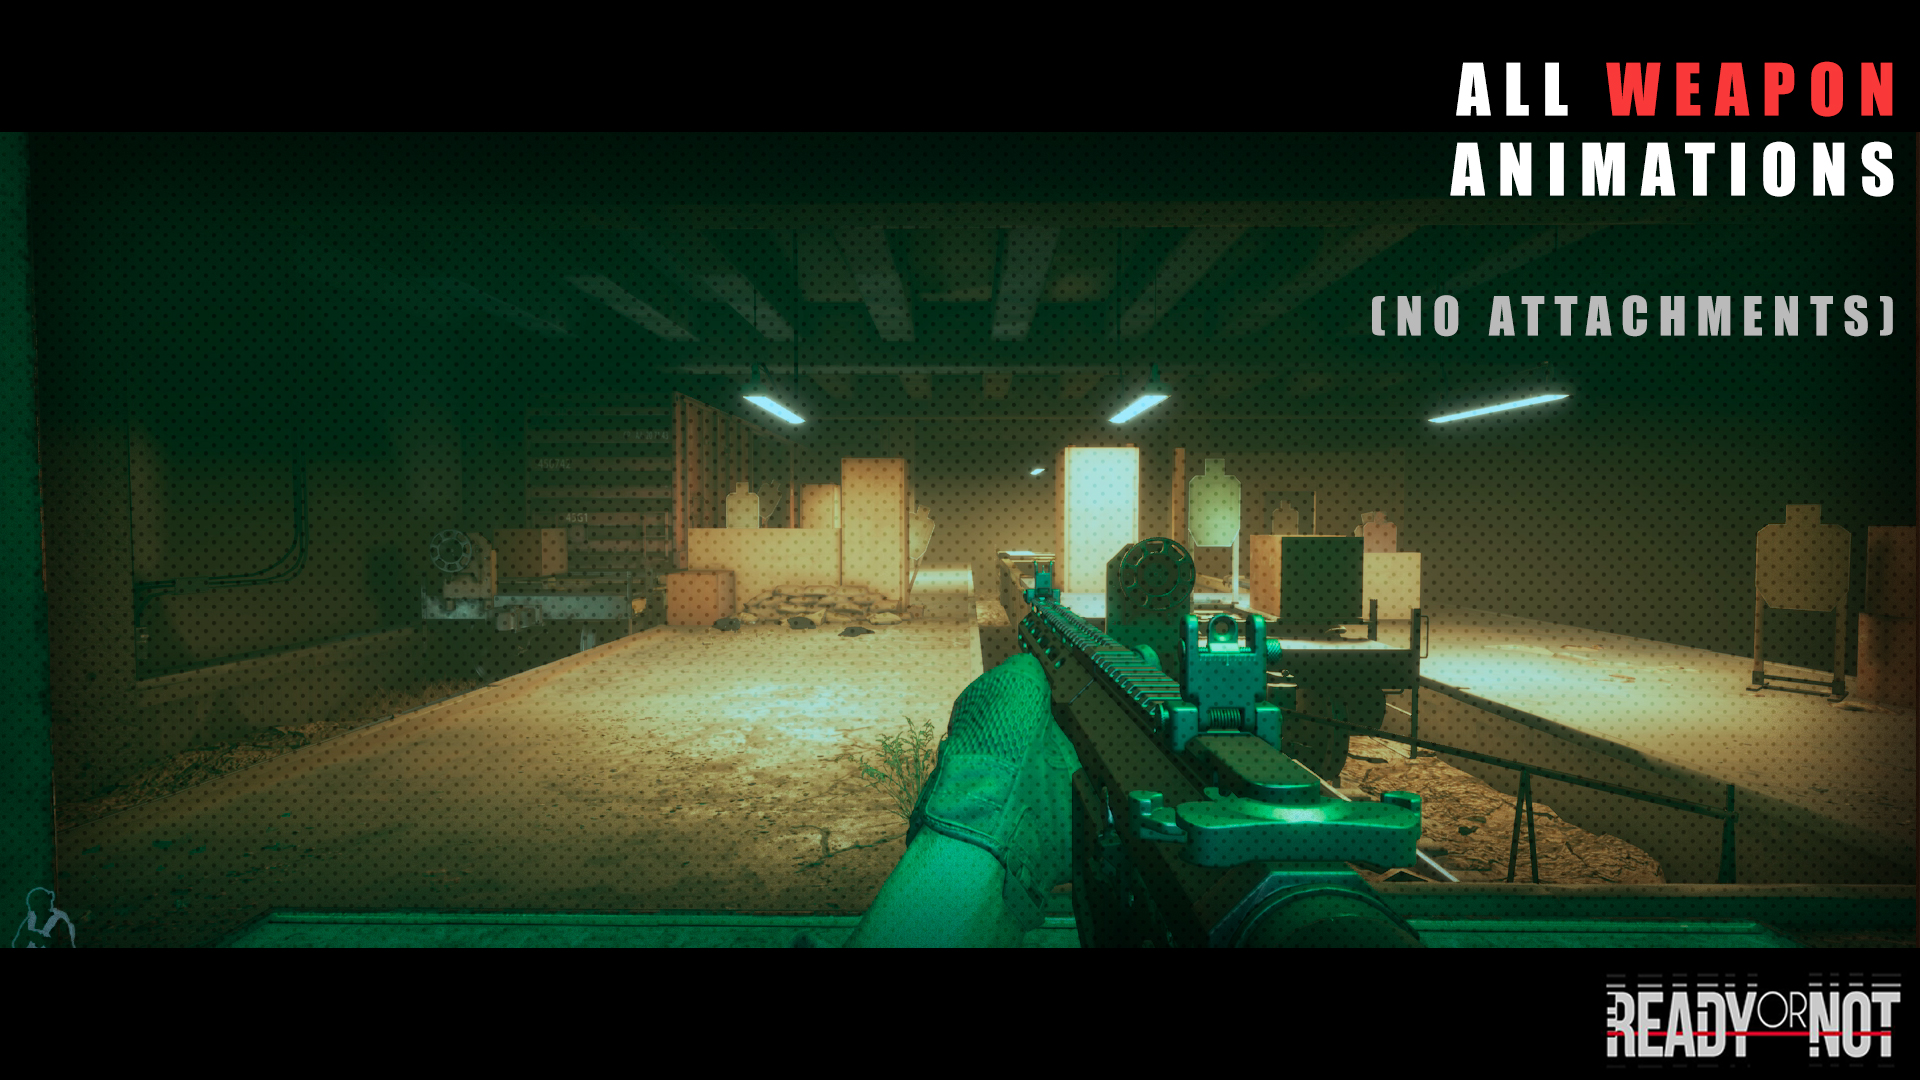 ALL WEAPON
ANIMATIONS
(NO ATTACHMENTS)
READY OR NOT